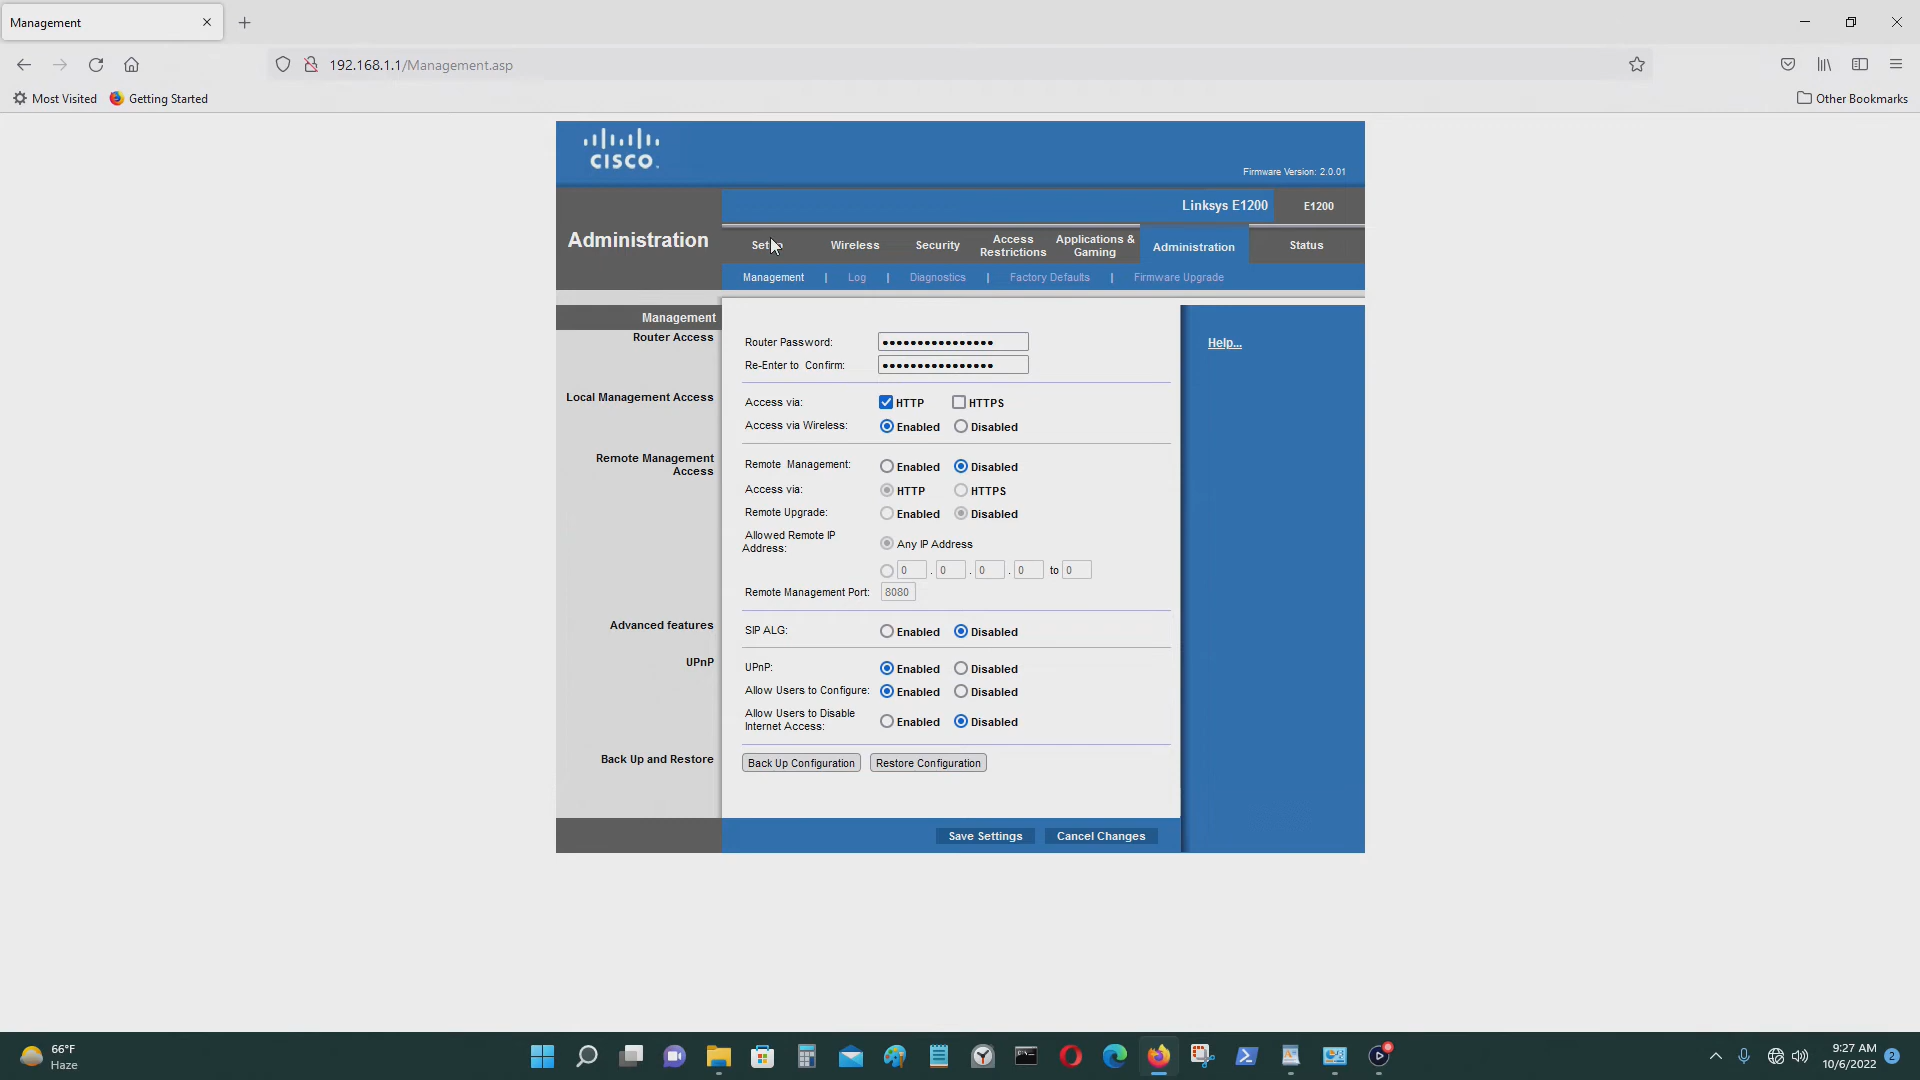 Management
192.168.1.1/Management.asp
Most Visited
Getting Started
Other Bookmarks
CISCO.
Firmware Version: 2.0.01
Linksys E1200
E1200
Administration
Setup
Wireless
Security
Access
Restrictions
Applications &
Gaming
Administration
Status
Management | Log | Diagnostics | Factory Defaults | Firmware Upgrade
Management
Router Access
Router Password:
Re-Enter to Confirm:
Help...
Local Management Access
Access via: HTTP HTTPS
Access via Wireless: Enabled Disabled
Remote Management
Access
Remote Management: Enabled Disabled
Access via: HTTP HTTPS
Remote Upgrade: Enabled Disabled
Allowed Remote IP
Address:
Any IP Address
0 . 0 . 0 . 0 to 0
Remote Management Port: 8080
Advanced features
SIP ALG: Enabled Disabled
UPnP
UPnP: Enabled Disabled
Allow Users to Configure: Enabled Disabled
Allow Users to Disable
Internet Access:
Enabled Disabled
Back Up and Restore
Back Up Configuration Restore Configuration
Save Settings Cancel Changes
66°F
Haze
9:27 AM
10/6/2022
2